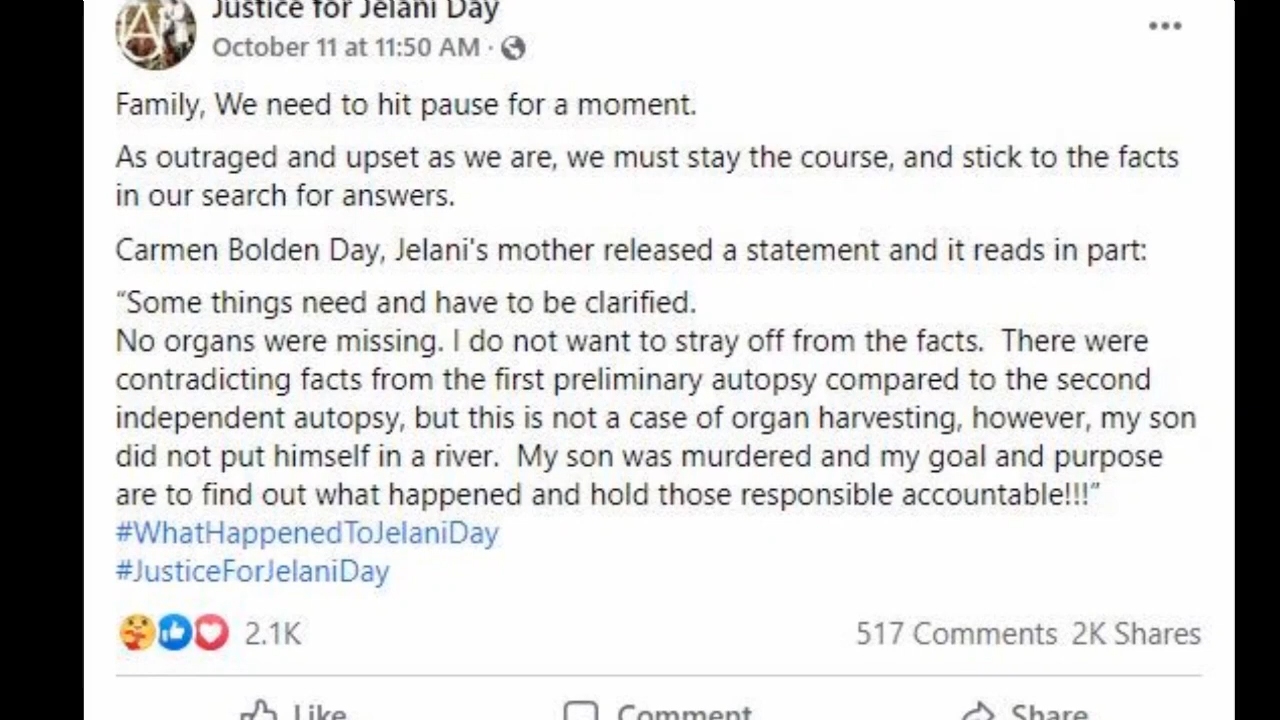 Justice for Jelani Day
October 11 at 11:50 AM ·
Family, We need to hit pause for a moment.
As outraged and upset as we are, we must stay the course, and stick to the facts
in our search for answers.
Carmen Bolden Day, Jelani's mother released a statement and it reads in part:
“Some things need and have to be clarified.
No organs were missing. I do not want to stray off from the facts.  There were
contradicting facts from the first preliminary autopsy compared to the second
independent autopsy, but this is not a case of organ harvesting, however, my son
did not put himself in a river.  My son was murdered and my goal and purpose
are to find out what happened and hold those responsible accountable!!!”
#WhatHappenedToJelaniDay
#JusticeForJelaniDay
2.1K 517 Comments 2K Shares
Like Comment Share